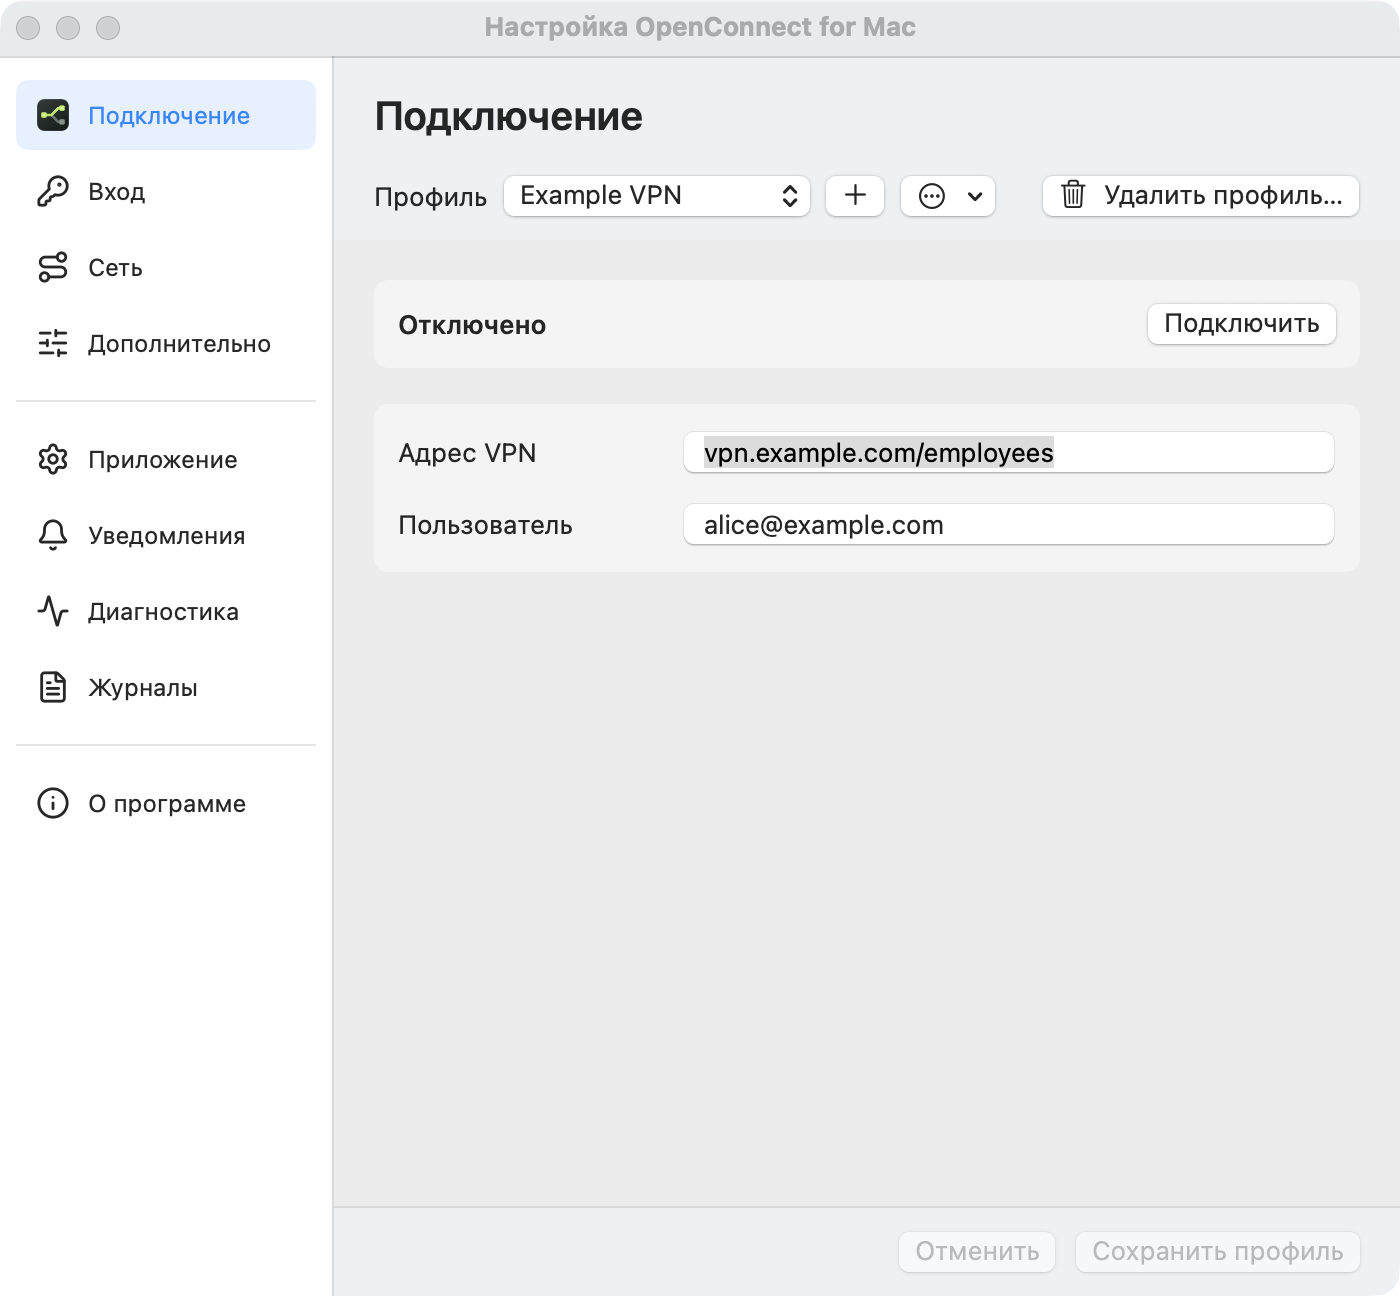 Настройка OpenConnect for Mac
Подключение
Вход
Сеть
Дополнительно
Приложение
Уведомления
Диагностика
Журналы
О программе
Подключение
Профиль Example VPN Удалить профиль...
Отключено Подключить
Адрес VPN vpn.example.com/employees
Пользователь alice@example.com
Отменить Сохранить профиль